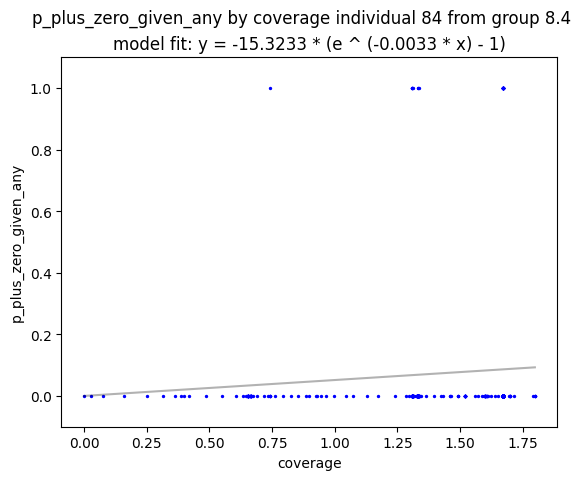 p_plus_zero_given_any by coverage individual 84 from group 8.4
model fit: y = -15.3233 * (e ^ (-0.0033 * x) - 1)
p_plus_zero_given_any
1.0
0.8
0.6
0.4
0.2
0.0
0.00 0.25 0.50 0.75 1.00 1.25 1.50 1.75
coverage